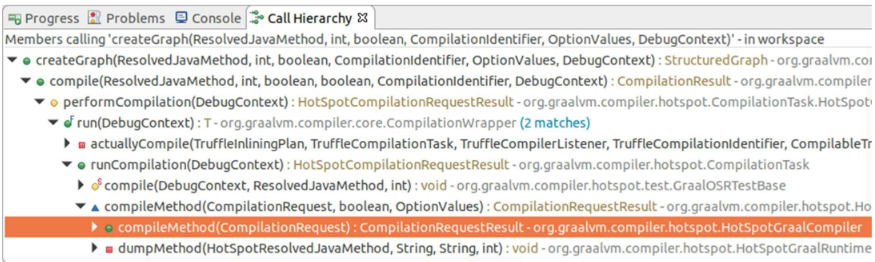 Progress Problems Console Call Hierarchy
Members calling 'createGraph(ResolvedJavaMethod, int, boolean, CompilationIdentifier, OptionValues, DebugContext)' - in workspace
createGraph(ResolvedJavaMethod, int, boolean, CompilationIdentifier, OptionValues, DebugContext) : StructuredGraph - org.graalvm.co
compile(ResolvedJavaMethod, int, boolean, boolean, CompilationIdentifier, DebugContext) : CompilationResult - org.graalvm.compiler
performCompilation(DebugContext) : HotSpotCompilationRequestResult - org.graalvm.compiler.hotspot.CompilationTask.HotSpot
run(DebugContext) : T - org.graalvm.compiler.core.CompilationWrapper (2 matches)
actuallyCompile(TruffleInliningPlan, TruffleCompilationTask, TruffleCompilerListener, TruffleCompilationIdentifier, CompilableTr
runCompilation(DebugContext) : HotSpotCompilationRequestResult - org.graalvm.compiler.hotspot.CompilationTask
compile(DebugContext, ResolvedJavaMethod, int) : void - org.graalvm.compiler.hotspot.test.GraalOSRTestBase
compileMethod(CompilationRequest, boolean, OptionValues) : CompilationRequestResult - org.graalvm.compiler.hotspot.Ho
compileMethod(CompilationRequest) : CompilationRequestResult - org.graalvm.compiler.hotspot.HotSpotGraalCompiler
dumpMethod(HotSpotResolvedJavaMethod, String, String, int) : void - org.graalvm.compiler.hotspot.HotSpotGraalRuntime